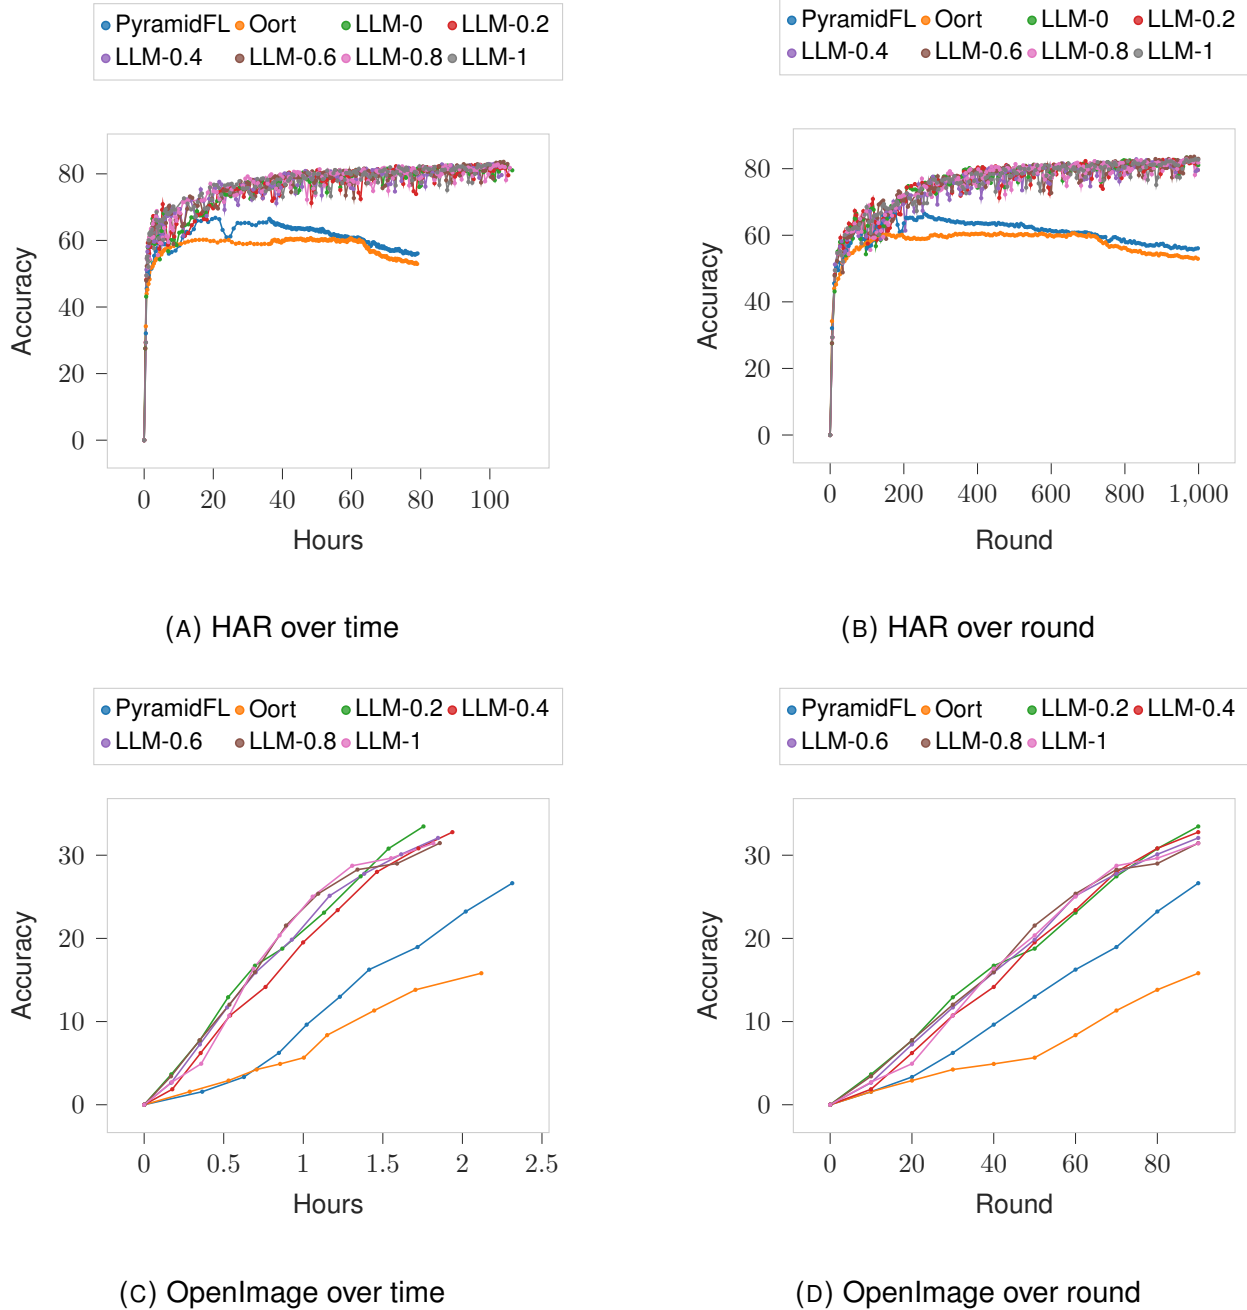 PyramidFL Oort LLM-0 LLM-0.2
LLM-0.4 LLM-0.6 LLM-0.8 LLM-1
80
60
40
20
0
Accuracy
0 20 40 60 80 100
Hours
(A) HAR over time
PyramidFL Oort LLM-0 LLM-0.2
LLM-0.4 LLM-0.6 LLM-0.8 LLM-1
80
60
40
20
0
Accuracy
0 200 400 600 800 1,000
Round
(B) HAR over round
PyramidFL Oort LLM-0.2 LLM-0.4
LLM-0.6 LLM-0.8 LLM-1
30
20
10
0
Accuracy
0 0.5 1 1.5 2 2.5
Hours
(C) OpenImage over time
PyramidFL Oort LLM-0.2 LLM-0.4
LLM-0.6 LLM-0.8 LLM-1
30
20
10
0
Accuracy
0 20 40 60 80
Round
(D) OpenImage over round